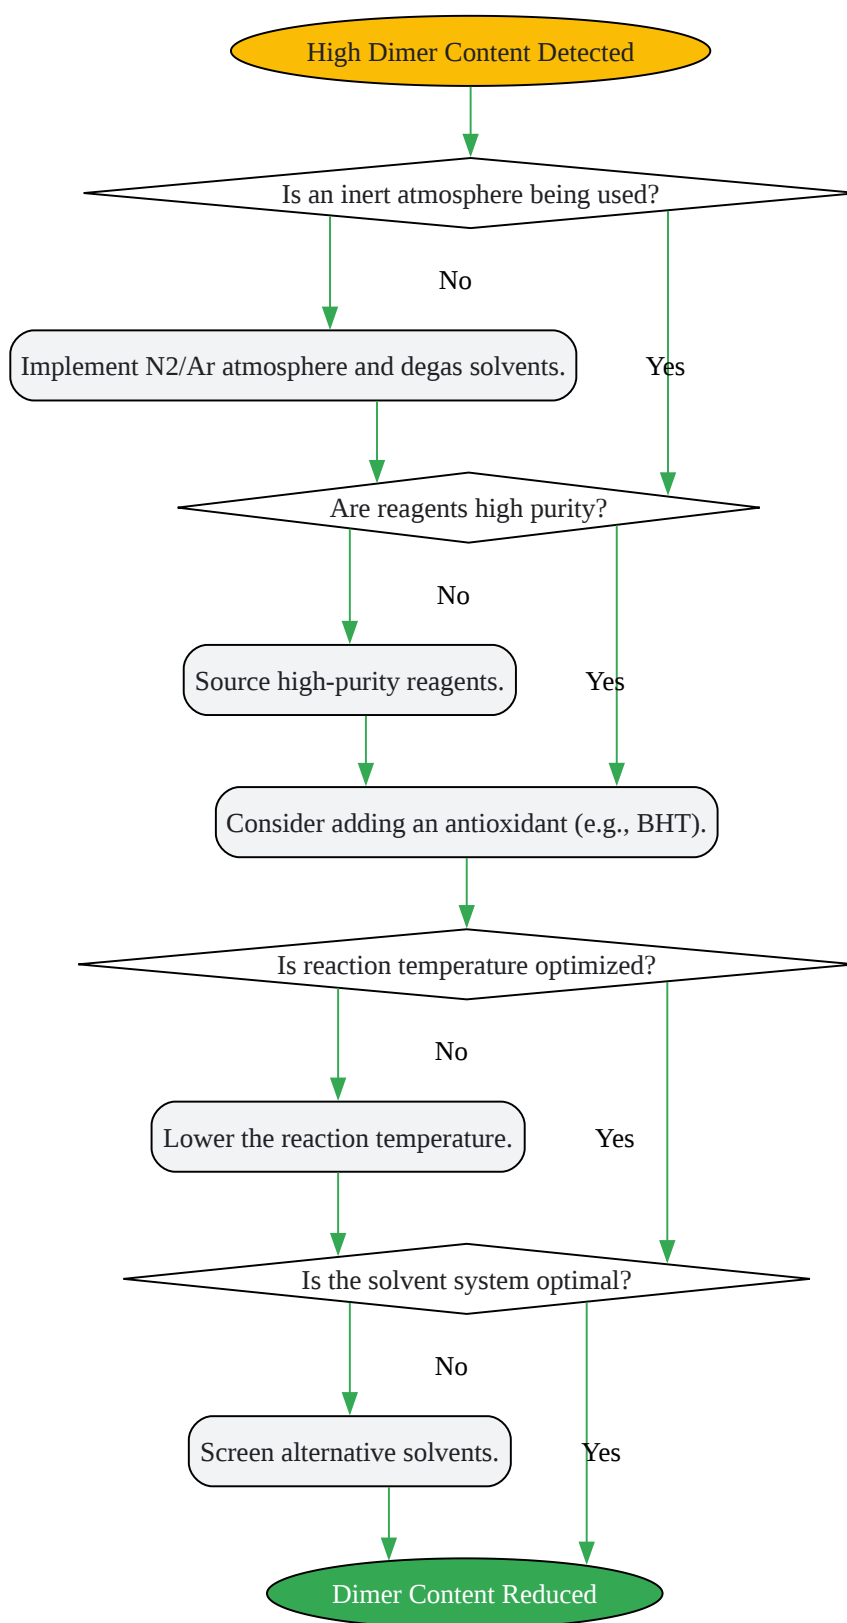 High Dimer Content Detected
Is an inert atmosphere being used?
No
Implement N2/Ar atmosphere and degas solvents.
Yes
Are reagents high purity?
No
Source high-purity reagents.
Yes
Consider adding an antioxidant (e.g., BHT).
Is reaction temperature optimized?
No
Lower the reaction temperature.
Yes
Is the solvent system optimal?
No
Screen alternative solvents.
Yes
Dimer Content Reduced